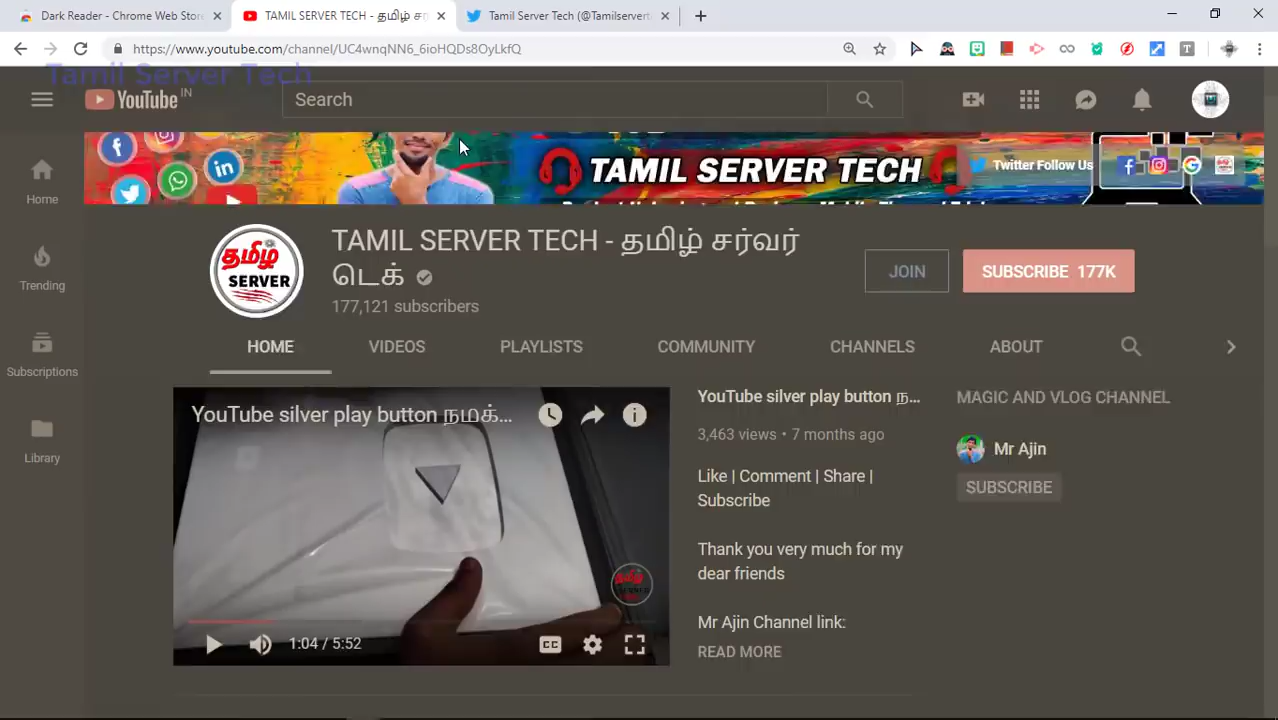 Dark Reader - Chrome Web Store
TAMIL SERVER TECH - தமிழ் சர்
Tamil Server Tech (@Tamilservert
https://www.youtube.com/channel/UC4wnqNN6_6ioHQDs8OyLkfQ
Tamil Server Tech
YouTube IN
Search
TAMIL SERVER TECH
Twitter Follow Us
Home
Trending
Subscriptions
Library
தமிழ்
SERVER
TAMIL SERVER TECH - தமிழ் சர்வர்
டெக்
177,121 subscribers
JOIN
SUBSCRIBE 177K
HOME
VIDEOS
PLAYLISTS
COMMUNITY
CHANNELS
ABOUT
YouTube silver play button நமக்...
1:04 / 5:52
CC
YouTube silver play button ந...
3,463 views • 7 months ago
Like | Comment | Share |
Subscribe
Thank you very much for my
dear friends
Mr Ajin Channel link:
READ MORE
MAGIC AND VLOG CHANNEL
Mr Ajin
SUBSCRIBE